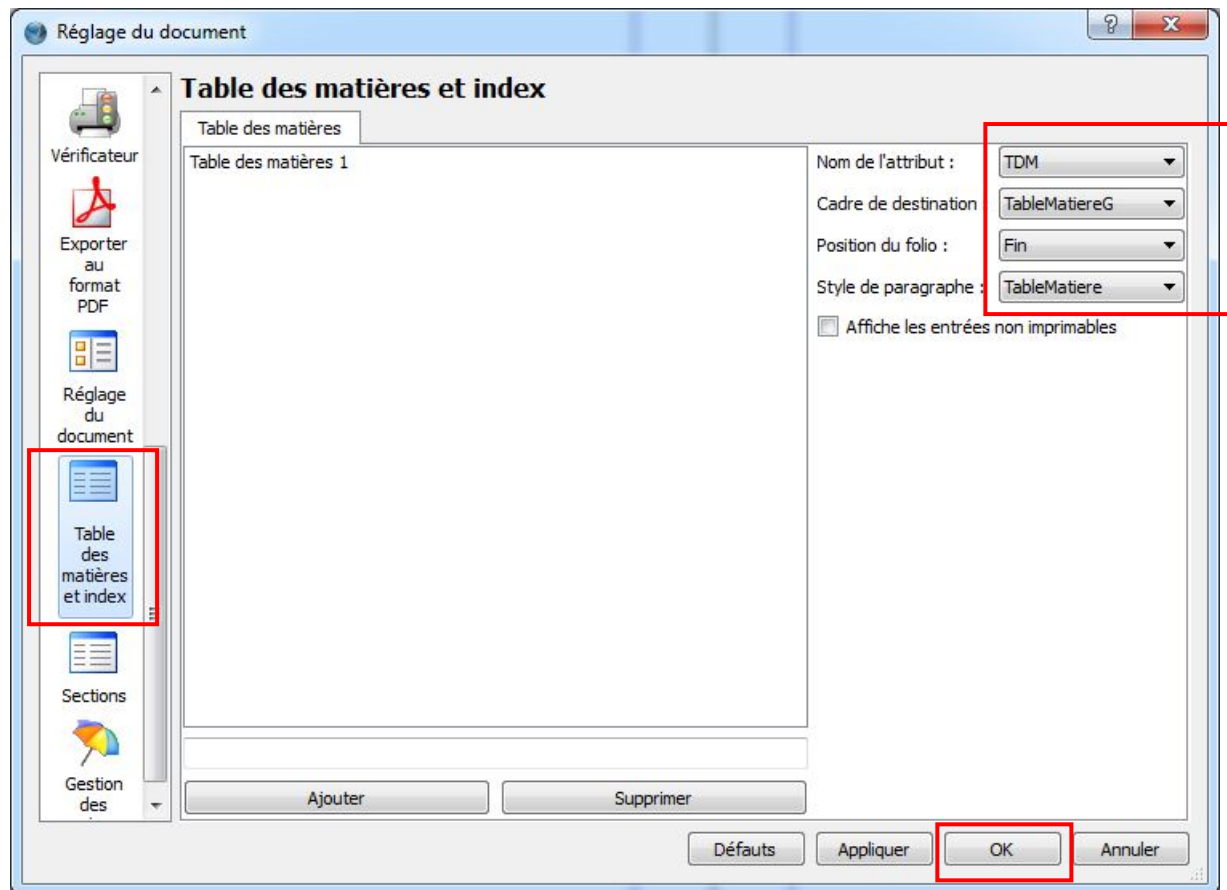 Réglage du document
Table des matières et index
Table des matières
Table des matières 1
Vérificateur
Exporter
au
format
PDF
Réglage
du
document
Table
des
matières
et index
Sections
Gestion
des
Nom de l'attribut :
TDM
Cadre de destination :
TableMatiereG
Position du folio :
Fin
Style de paragraphe :
TableMatiere
Affiche les entrées non imprimables
Ajouter
Supprimer
Défauts
Appliquer
OK
Annuler